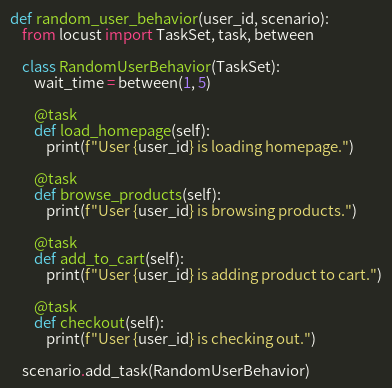 def random_user_behavior(user_id, scenario):
from locust import TaskSet, task, between
class RandomUserBehavior(TaskSet):
wait_time = between(1, 5)
@task
def load_homepage(self):
print(f"User {user_id} is loading homepage.")
@task
def browse_products(self):
print(f"User {user_id} is browsing products.")
@task
def add_to_cart(self):
print(f"User {user_id} is adding product to cart.")
@task
def checkout(self):
print(f"User {user_id} is checking out.")
scenario.add_task(RandomUserBehavior)